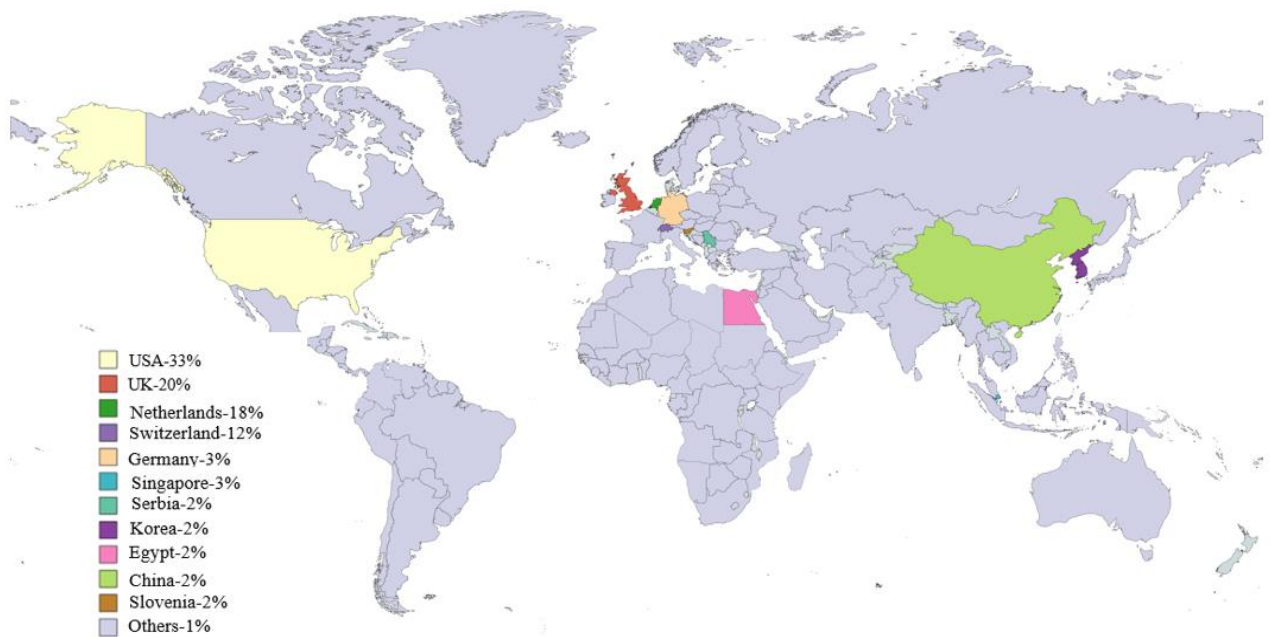 USA-33%
UK-20%
Netherlands-18%
Switzerland-12%
Germany-3%
Singapore-3%
Serbia-2%
Korea-2%
Egypt-2%
China-2%
Slovenia-2%
Others-1%